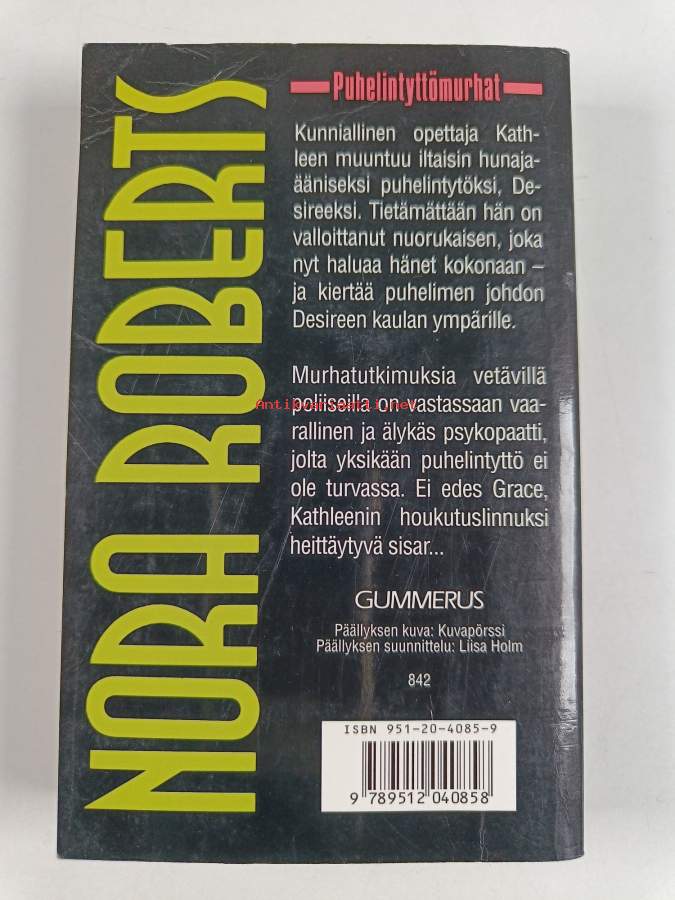 NORA ROBERTS
Puhelintyttömurhat
Kunniallinen opettaja Kath-
leen muuntuu iltaisin hunaja-
ääniseksi puhelintytöksi, De-
sireeksi. Tietämättään hän on
valloittanut nuorukaisen, joka
nyt haluaa hänet kokonaan –
ja kiertää puhelimen johdon
Desireen kaulan ympärille.
Murhatutkimuksia vetävillä
poliiseilla on vastassaan vaa-
Antikvariaatti.net
rallinen ja älykäs psykopaatti,
jolta yksikään puhelintyttö ei
ole turvassa. Ei edes Grace,
Kathleenin houkutuslinnuksi
heittäytyvä sisar...
GUMMERUS
Päällyksen kuva: Kuvapörssi
Päällyksen suunnittelu: Liisa Holm
842
ISBN 951-20-4085-9
9 789512 040858